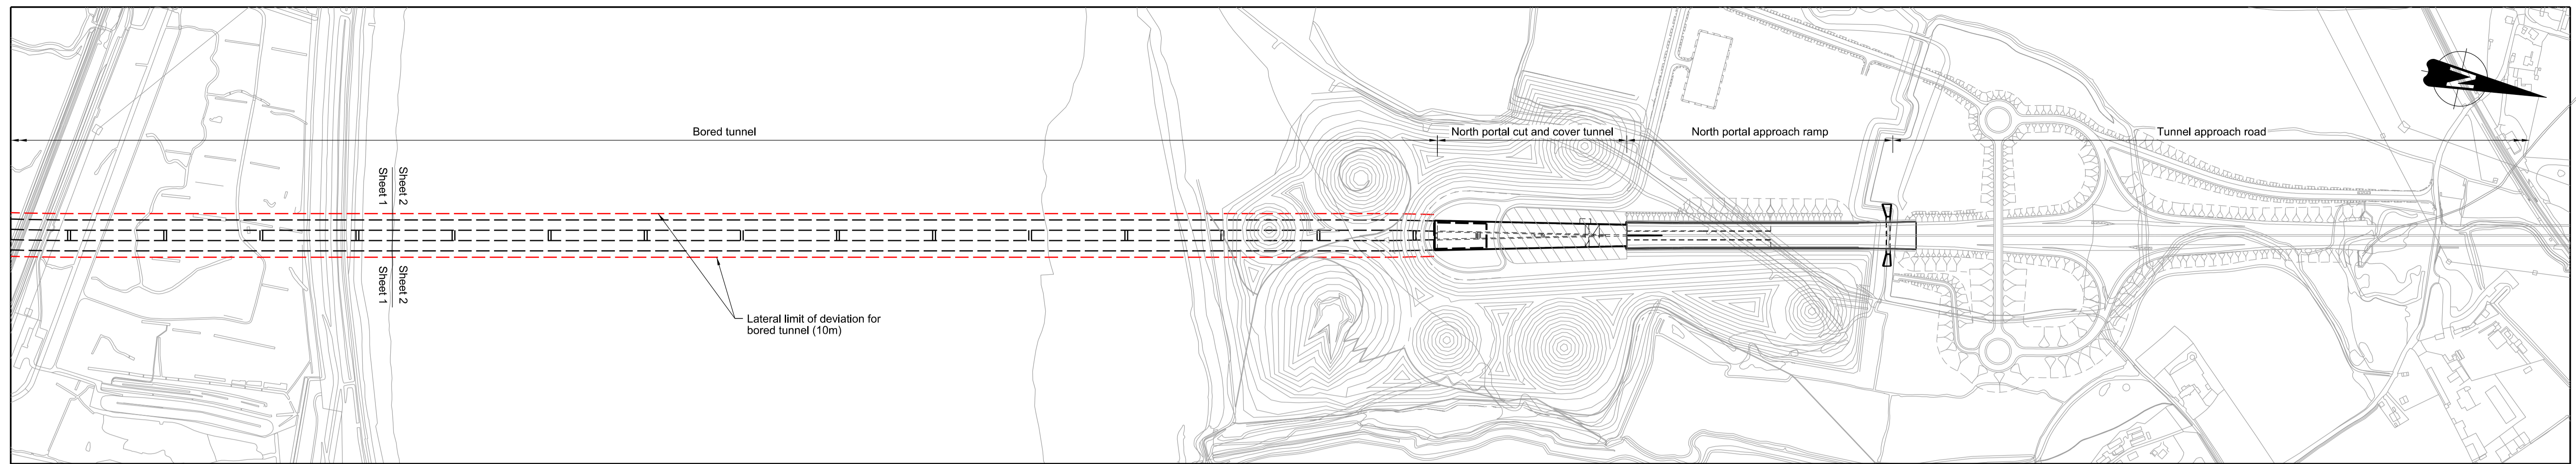 Bored tunnel
North portal cut and cover tunnel
North portal approach ramp
Tunnel approach road
N
Sheet 2
Sheet 1
Sheet 2
Sheet 1
Lateral limit of deviation for
bored tunnel (10m)